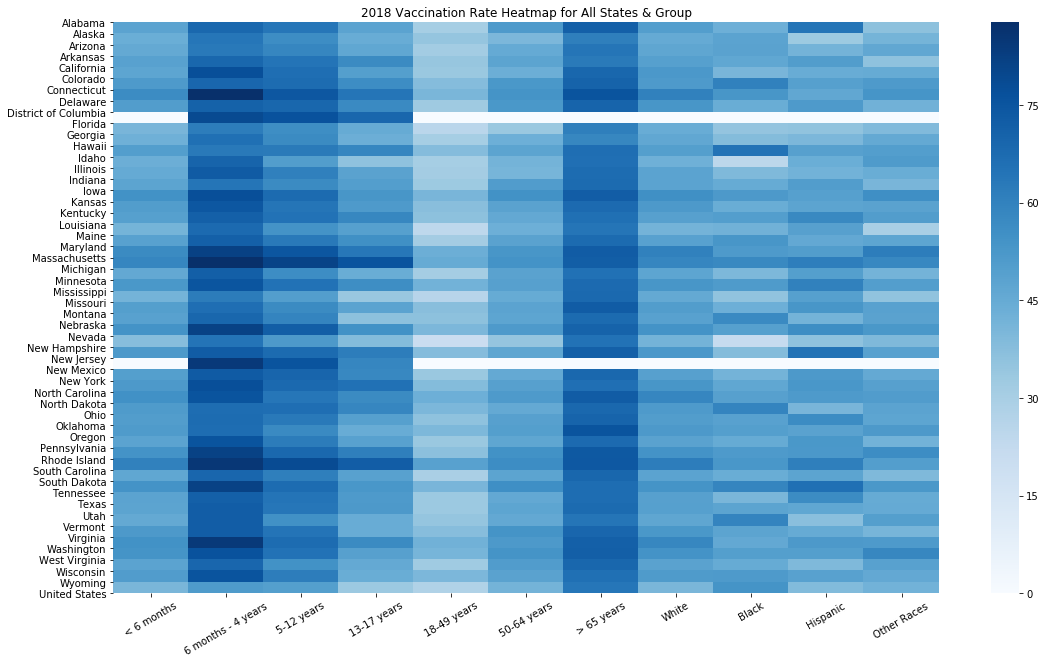 2018 Vaccination Rate Heatmap for All States & Group
Alabama
Alaska
Arizona
Arkansas
California
Colorado
Connecticut
Delaware
District of Columbia
Florida
Georgia
Hawaii
Idaho
Illinois
Indiana
Iowa
Kansas
Kentucky
Louisiana
Maine
Maryland
Massachusetts
Michigan
Minnesota
Mississippi
Missouri
Montana
Nebraska
Nevada
New Hampshire
New Jersey
New Mexico
New York
North Carolina
North Dakota
Ohio
Oklahoma
Oregon
Pennsylvania
Rhode Island
South Carolina
South Dakota
Tennessee
Texas
Utah
Vermont
Virginia
Washington
West Virginia
Wisconsin
Wyoming
United States
< 6 months
6 months - 4 years
5-12 years
13-17 years
18-49 years
50-64 years
> 65 years
White
Black
Hispanic
Other Races
75
60
45
30
15
0